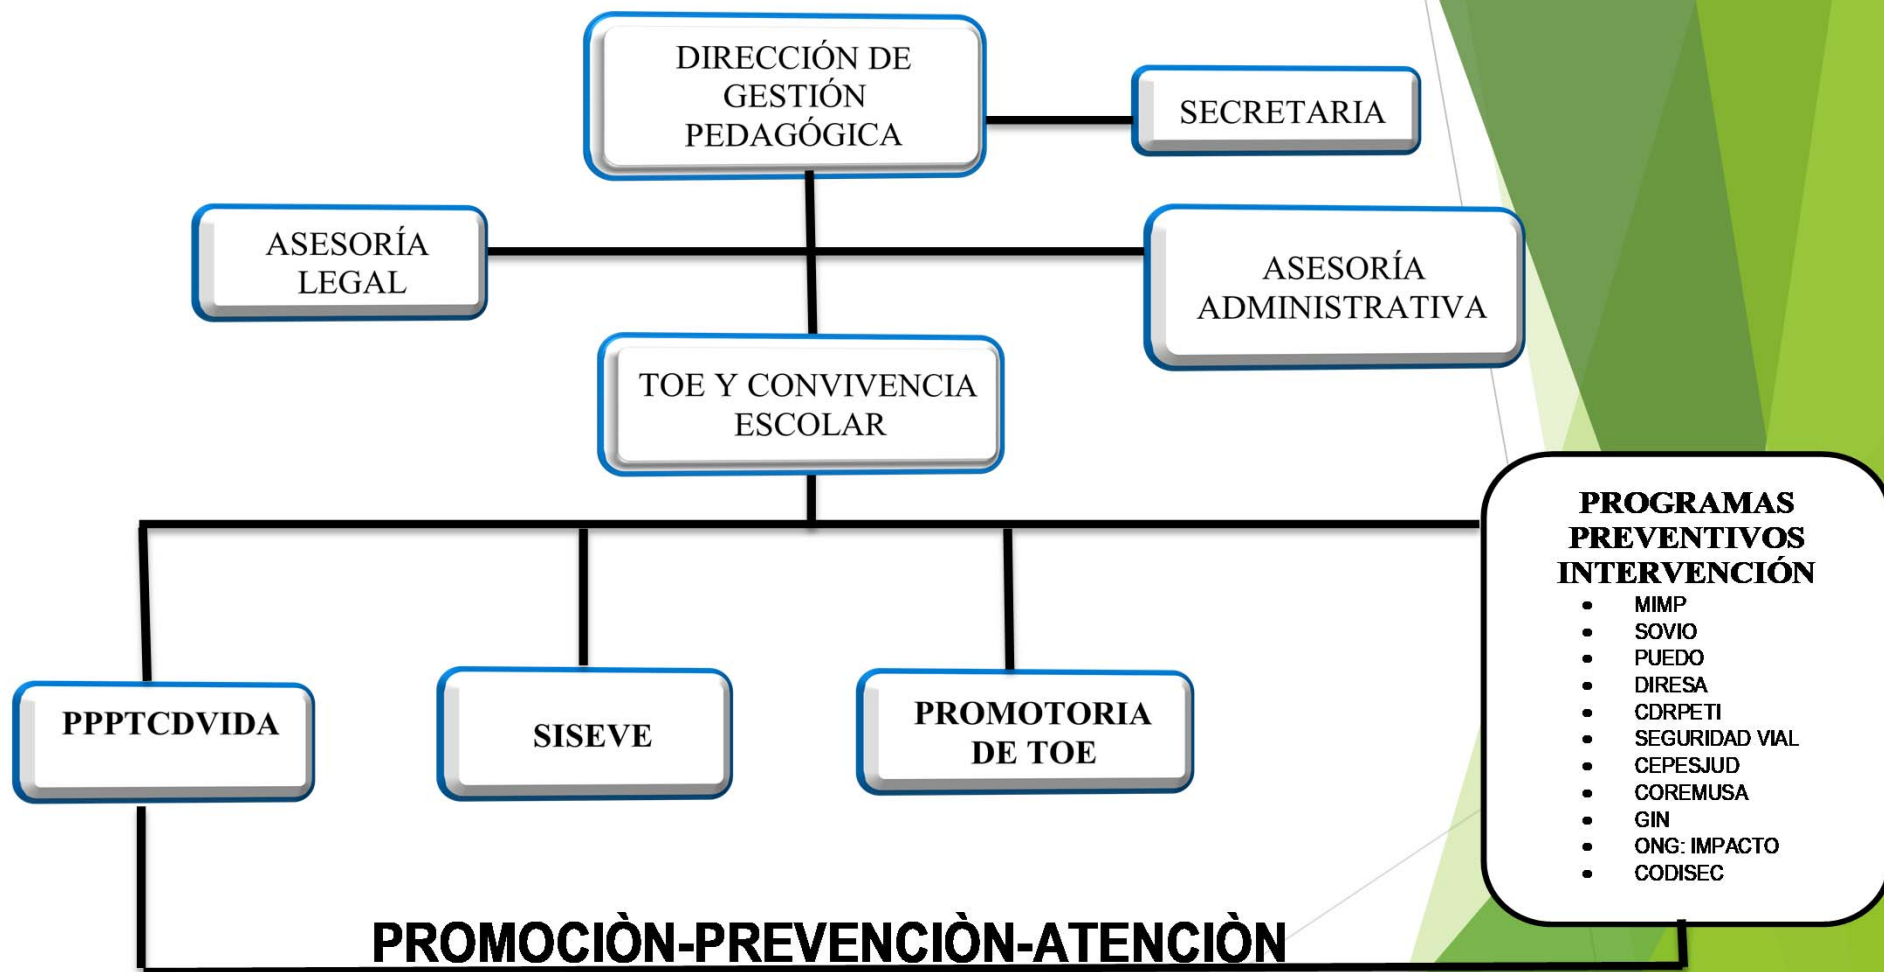 DIRECCIÓN DE
GESTIÓN
PEDAGÓGICA
SECRETARIA
ASESORÍA
LEGAL
ASESORÍA
ADMINISTRATIVA
TOE Y CONVIVENCIA
ESCOLAR
PPPTCDVIDA
SISEVE
PROMOTORIA
DE TOE
PROGRAMAS
PREVENTIVOS
INTERVENCIÓN
• MIMP
• SOVIO
• PUEDO
• DIRESA
• CDRPETI
• SEGURIDAD VIAL
• CEPESJUD
• COREMUSA
• GIN
• ONG: IMPACTO
• CODISEC
PROMOCIÒN-PREVENCIÒN-ATENCIÒN